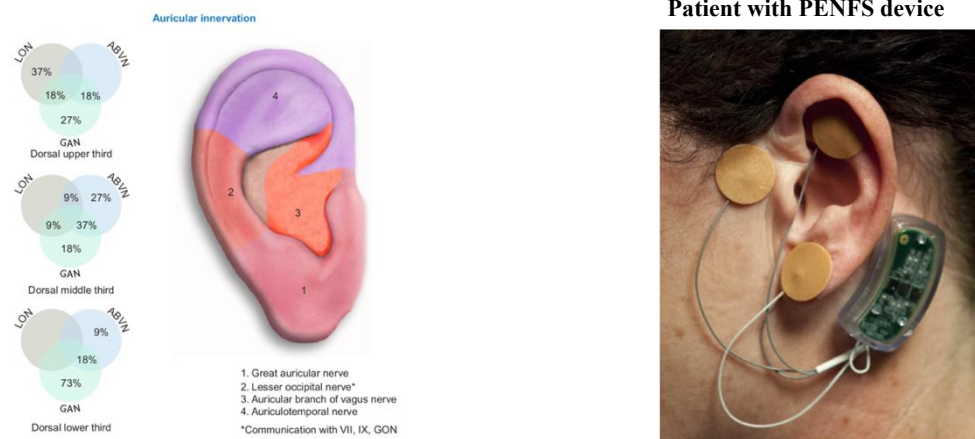 Auricular innervation
Patient with PENFS device
LON
ABVN
37%
18%
18%
27%
GAN
Dorsal upper third
LON
ABVN
9%
27%
9%
37%
18%
GAN
Dorsal middle third
LON
ABVN
9%
18%
73%
GAN
Dorsal lower third
4
2
3
1
1. Great auricular nerve
2. Lesser occipital nerve*
3. Auricular branch of vagus nerve
4. Auriculotemporal nerve
*Communication with VII, IX, GON